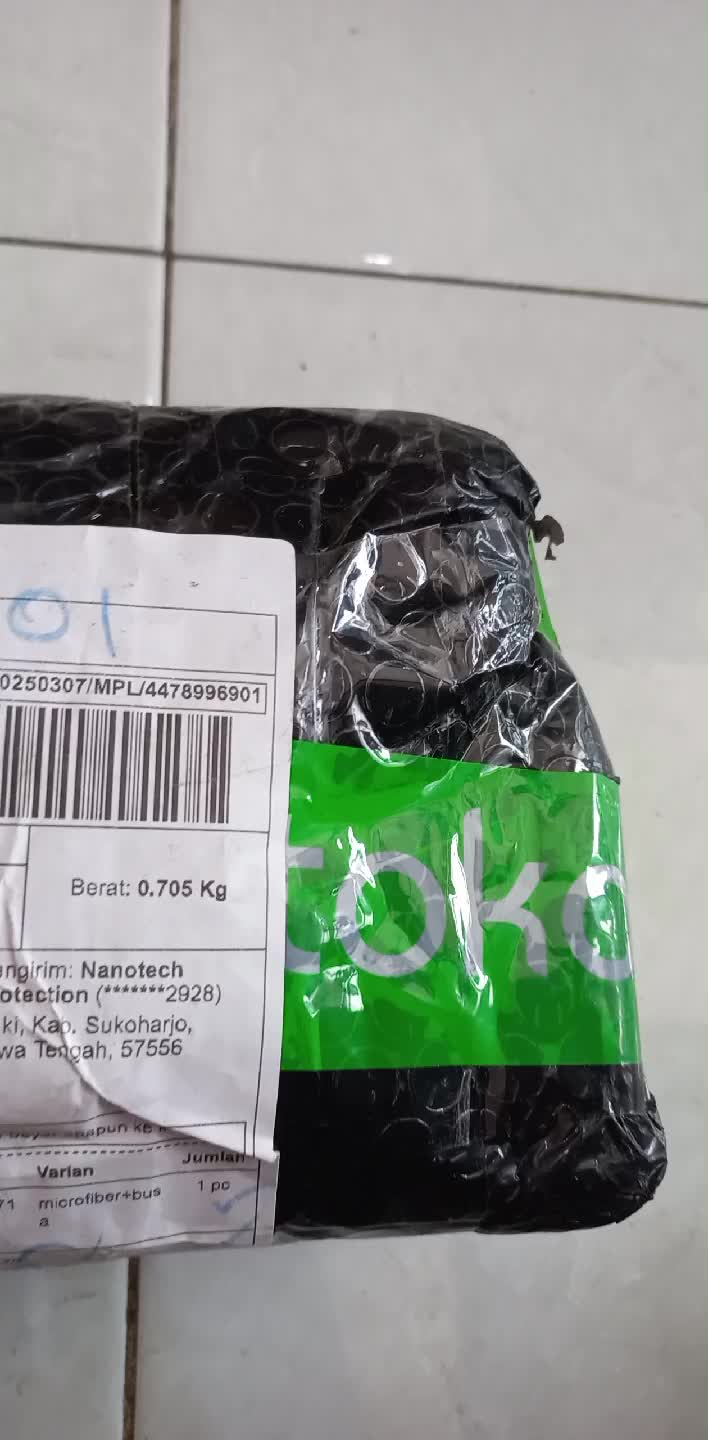 01
0250307/MPL/4478996901
Berat: 0.705 Kg
toko
engirim: Nanotech
otection (*******2928)
ki, Kab. Sukoharjo,
wa Tengah, 57556
Varian Jumlah
71 microfiber+bus 1 pc
a